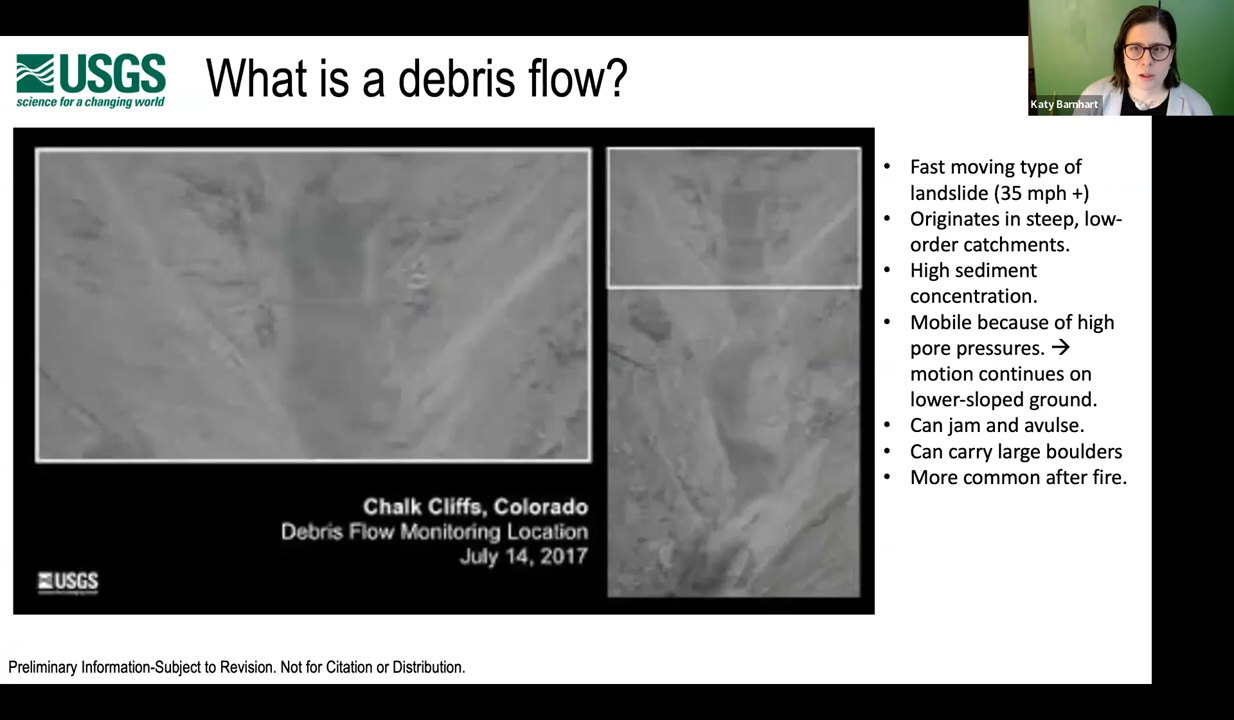 USGS
science for a changing world
What is a debris flow?
Katy Barnhart
• Fast moving type of
landslide (35 mph +)
• Originates in steep, low-
order catchments.
• High sediment
concentration.
• Mobile because of high
pore pressures. →
motion continues on
lower-sloped ground.
• Can jam and avulse.
• Can carry large boulders
• More common after fire.
Chalk Cliffs, Colorado
Debris Flow Monitoring Location
July 14, 2017
USGS
Preliminary Information-Subject to Revision. Not for Citation or Distribution.